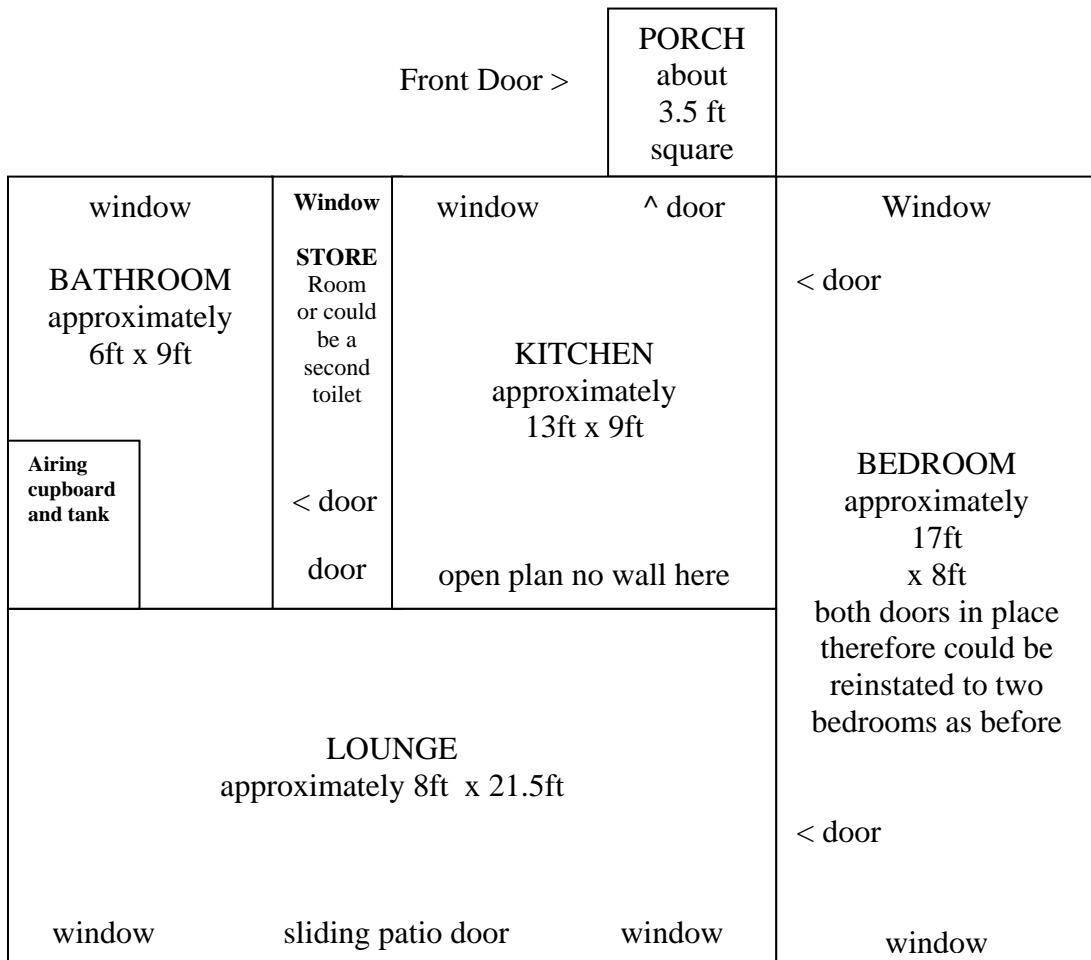 PORCH
about
3.5 ft
square
Front Door >
window
BATHROOM
approximately
6ft x 9ft
Airing
cupboard
and tank
Window
STORE
Room
or could
be a
second
toilet
< door
door
window
^ door
KITCHEN
approximately
13ft x 9ft
open plan no wall here
Window
< door
BEDROOM
approximately
17ft
x 8ft
both doors in place
therefore could be
reinstated to two
bedrooms as before
< door
window
LOUNGE
approximately 8ft  x 21.5ft
window
sliding patio door
window